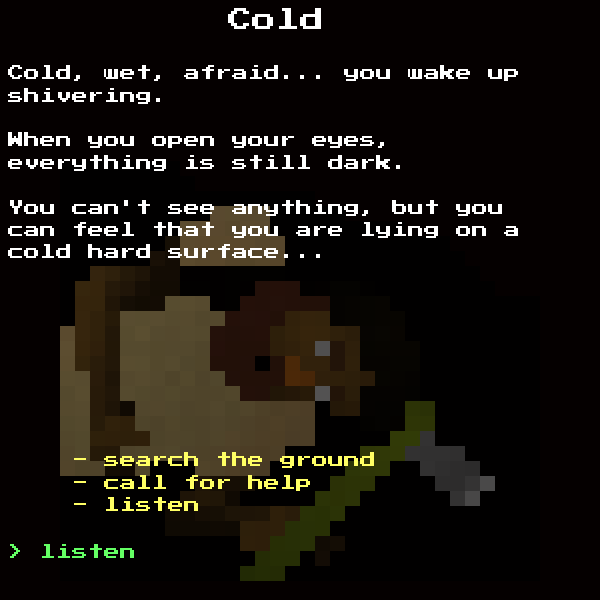 Cold
Cold, wet, afraid... you wake up
shivering.
When you open your eyes,
everything is still dark.
You can't see anything, but you
can feel that you are lying on a
cold hard surface...
- search the ground
- call for help
- listen
> listen